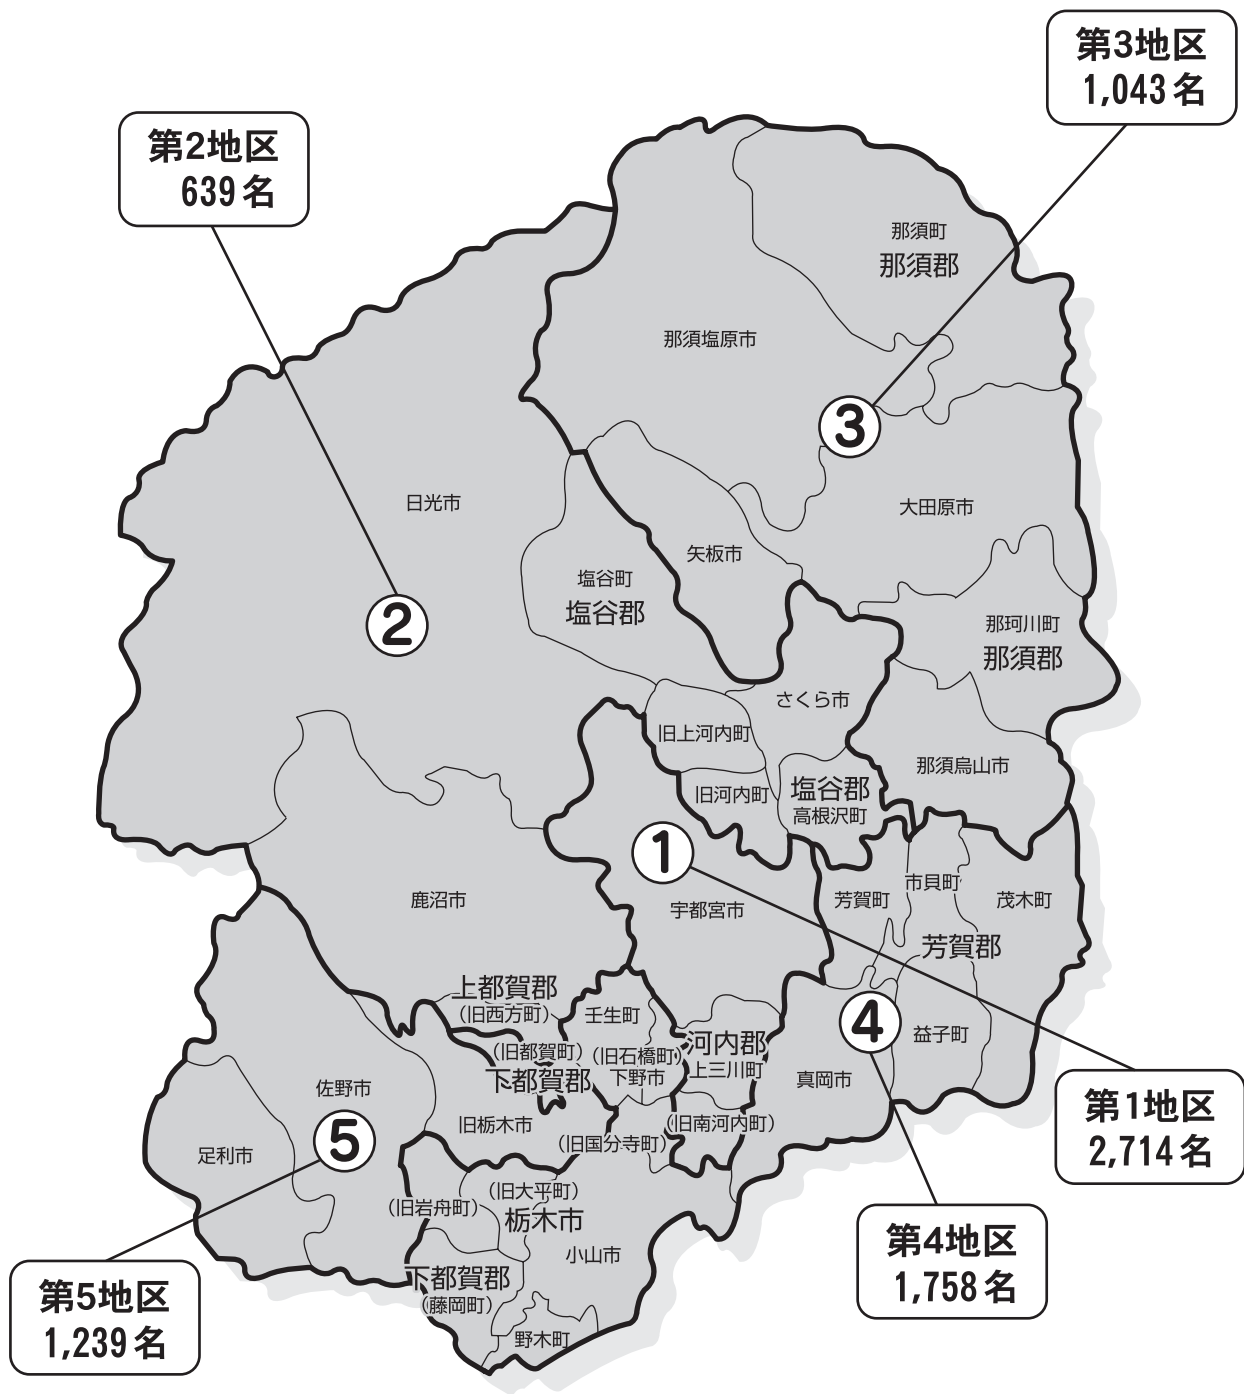 第3地区
1,043名
第2地区
639名
那須町
那須郡
那須塩原市
3
日光市
大田原市
矢板市
塩谷町
塩谷郡
2
那珂川町
那須郡
さくら市
旧上河内町
那須烏山市
旧河内町
塩谷郡
高根沢町
1
宇都宮市
鹿沼市
芳賀町
市貝町
茂木町
芳賀郡
上都賀郡
（旧西方町）
壬生町
4
益子町
河内郡
上三川町
（旧都賀町）
（旧石橋町）
下野市
下都賀郡
真岡市
佐野市
5
足利市
旧栃木市
（旧南河内町）
（旧国分寺町）
第1地区
2,714名
（旧大平町）
（旧岩舟町）
栃木市
小山市
下都賀郡
（藤岡町）
野木町
第4地区
1,758名
第5地区
1,239名